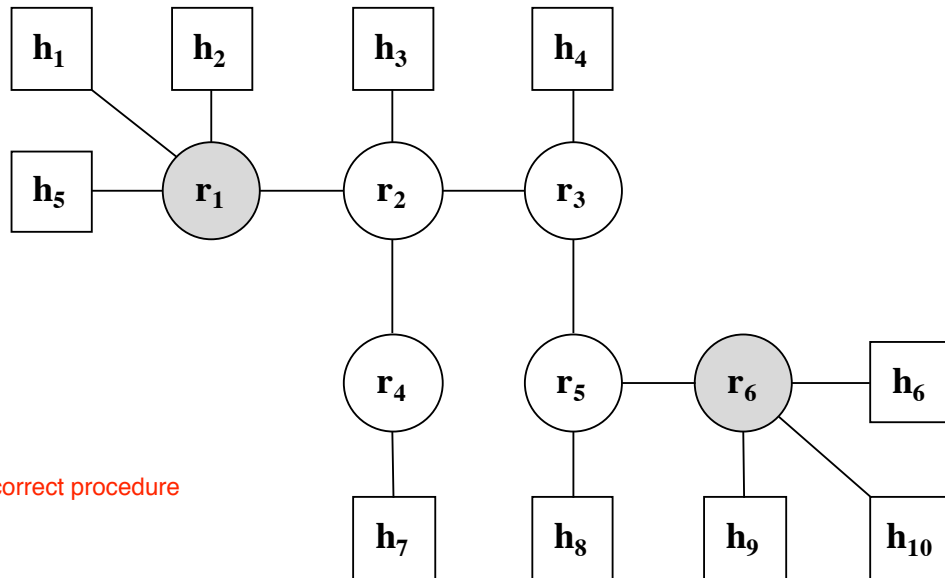 h₁ h₂ h₃ h₄
h₅ r₁ r₂ r₃
r₄ r₅ r₆ h₆
correct procedure
h₇ h₈ h₉ h₁₀